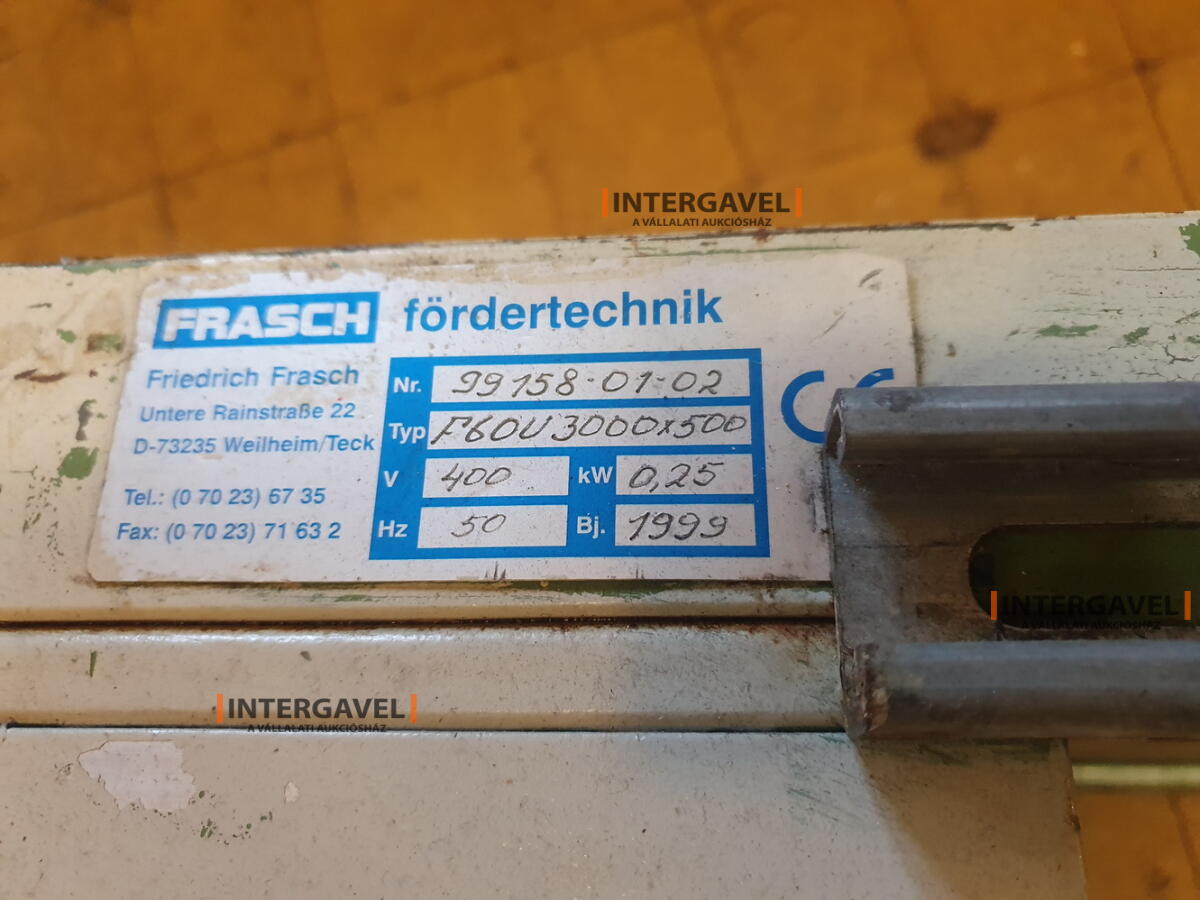 INTERGAVEL
A VÁLLALATI AUKCIÓSHÁZ
FRASCH fördertechnik
Friedrich Frasch
Untere Rainstraße 22
D-73235 Weilheim/Teck
Tel.: (0 70 23) 67 35
Fax: (0 70 23) 71 63 2
Nr. 99158-01-02
Typ F60U 3000x500
V 400 kW 0,25
Hz 50 Bj. 1999
CE
INTERGAVEL
A VÁLLALATI AUKCIÓSHÁZ
INTERGAVEL
A VÁLLALATI AUKCIÓSHÁZ